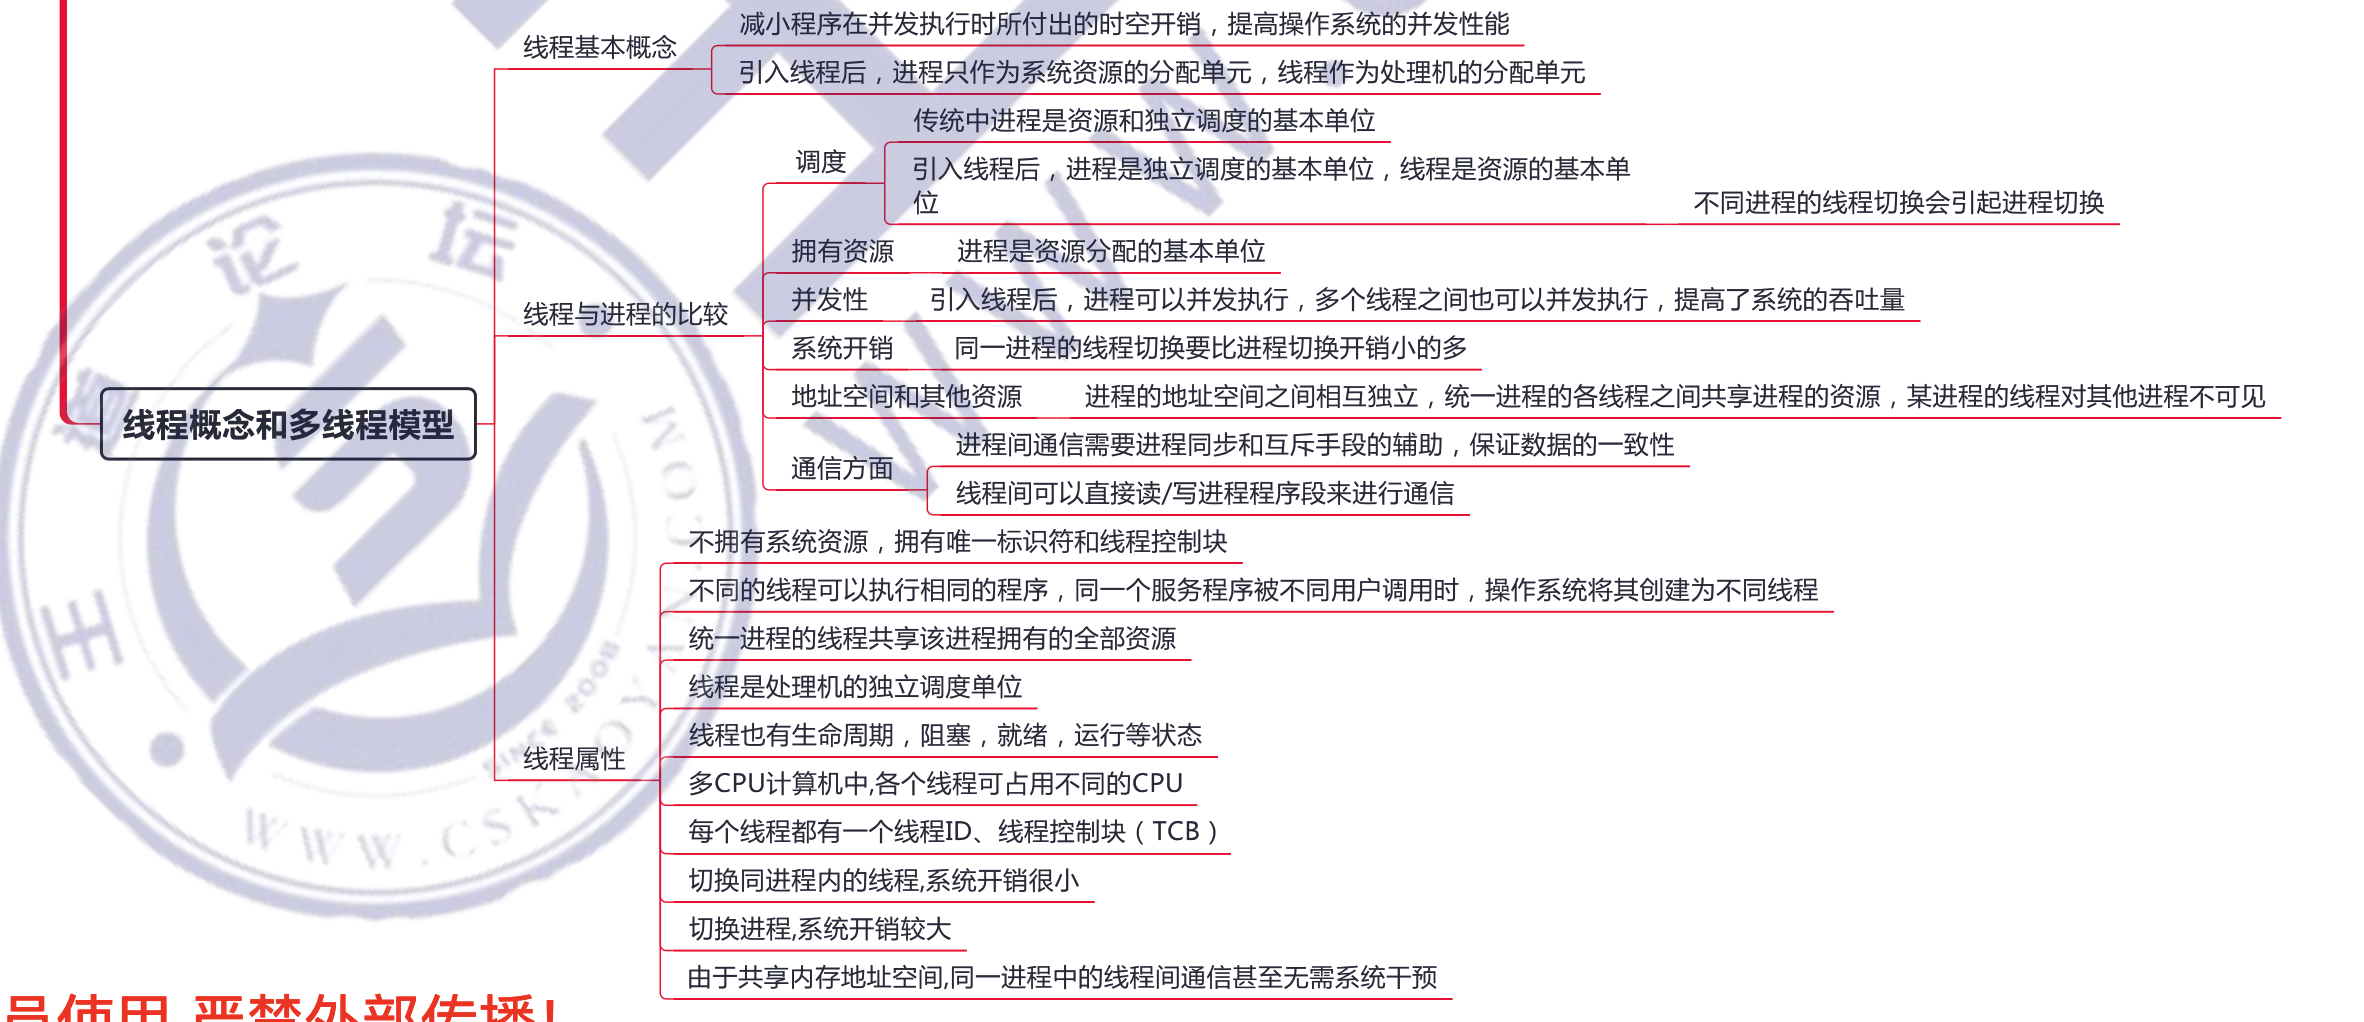 减小程序在并发执行时所付出的时空开销，提高操作系统的并发性能
线程基本概念
引入线程后，进程只作为系统资源的分配单元，线程作为处理机的分配单元
传统中进程是资源和独立调度的基本单位
调度
引入线程后，进程是独立调度的基本单位，线程是资源的基本单
位
不同进程的线程切换会引起进程切换
拥有资源
进程是资源分配的基本单位
并发性
引入线程后，进程可以并发执行，多个线程之间也可以并发执行，提高了系统的吞吐量
线程与进程的比较
系统开销
同一进程的线程切换要比进程切换开销小的多
地址空间和其他资源
进程的地址空间之间相互独立，统一进程的各线程之间共享进程的资源，某进程的线程对其他进程不可见
线程概念和多线程模型
进程间通信需要进程同步和互斥手段的辅助，保证数据的一致性
通信方面
线程间可以直接读/写进程程序段来进行通信
不拥有系统资源，拥有唯一标识符和线程控制块
不同的线程可以执行相同的程序，同一个服务程序被不同用户调用时，操作系统将其创建为不同线程
统一进程的线程共享该进程拥有的全部资源
线程是处理机的独立调度单位
线程也有生命周期，阻塞，就绪，运行等状态
线程属性
多CPU计算机中,各个线程可占用不同的CPU
每个线程都有一个线程ID、线程控制块（TCB）
切换同进程内的线程,系统开销很小
切换进程,系统开销较大
由于共享内存地址空间,同一进程中的线程间通信甚至无需系统干预
员使用 严禁外部传播！
王道论坛
WWW.CSKAOYAN.COM
SINCE 2008
WWW.